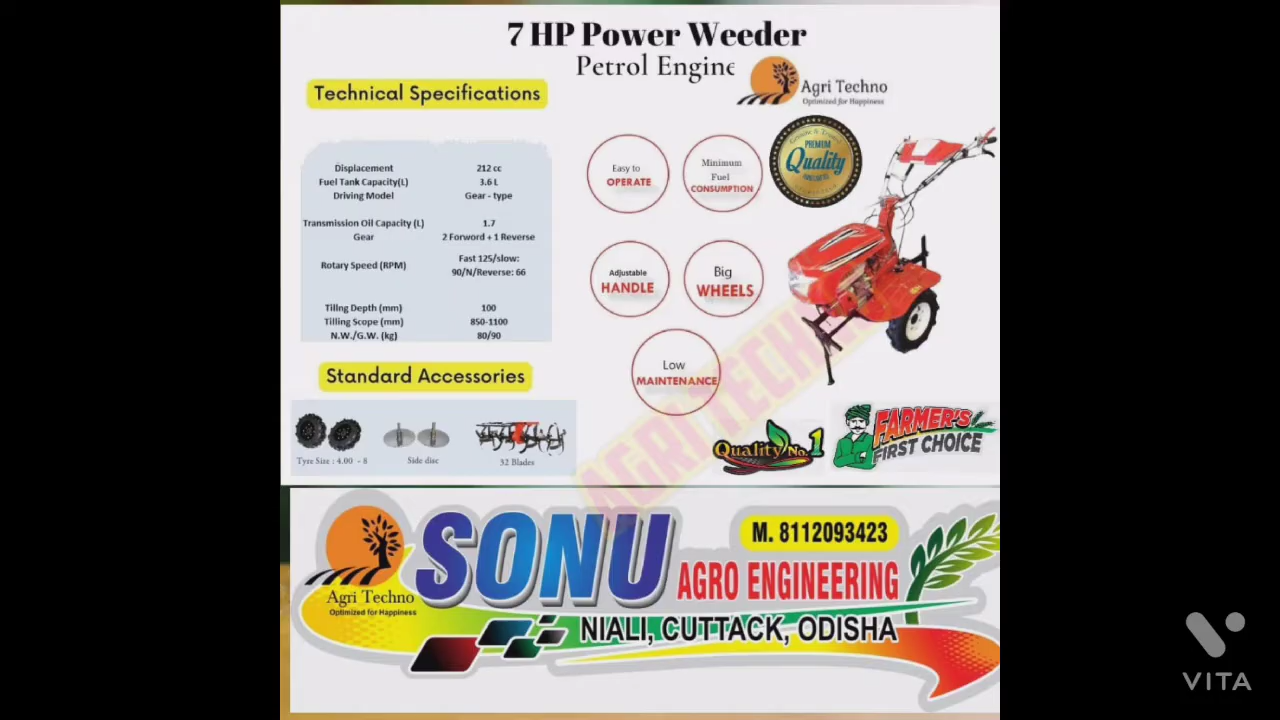 7 HP Power Weeder
Petrol Engine
Agri Techno
Optimized for Happiness
Technical Specifications
Displacement 212 cc
Fuel Tank Capacity(L) 3.6 L
Driving Model Gear - type
Transmission Oil Capacity (L) 1.7
Gear 2 Forword + 1 Reverse
Rotary Speed (RPM) Fast 125/slow:
90/N/Reverse: 66
Tillng Depth (mm) 100
Tilling Scope (mm) 850-1100
N.W./G.W. (kg) 80/90
Easy to
OPERATE
Minimum
Fuel
CONSUMPTION
PREMIUM
Quality
Adjustable
HANDLE
Big
WHEELS
Low
MAINTENANCE
AGRITECH
Standard Accessories
Tyre Size : 4.00 - 8
Side disc
32 Blades
Quality No. 1
FARMER'S
FIRST CHOICE
Agri Techno
Optimized for Happiness
SONU
M. 8112093423
AGRO ENGINEERING
NIALI, CUTTACK, ODISHA
VITA